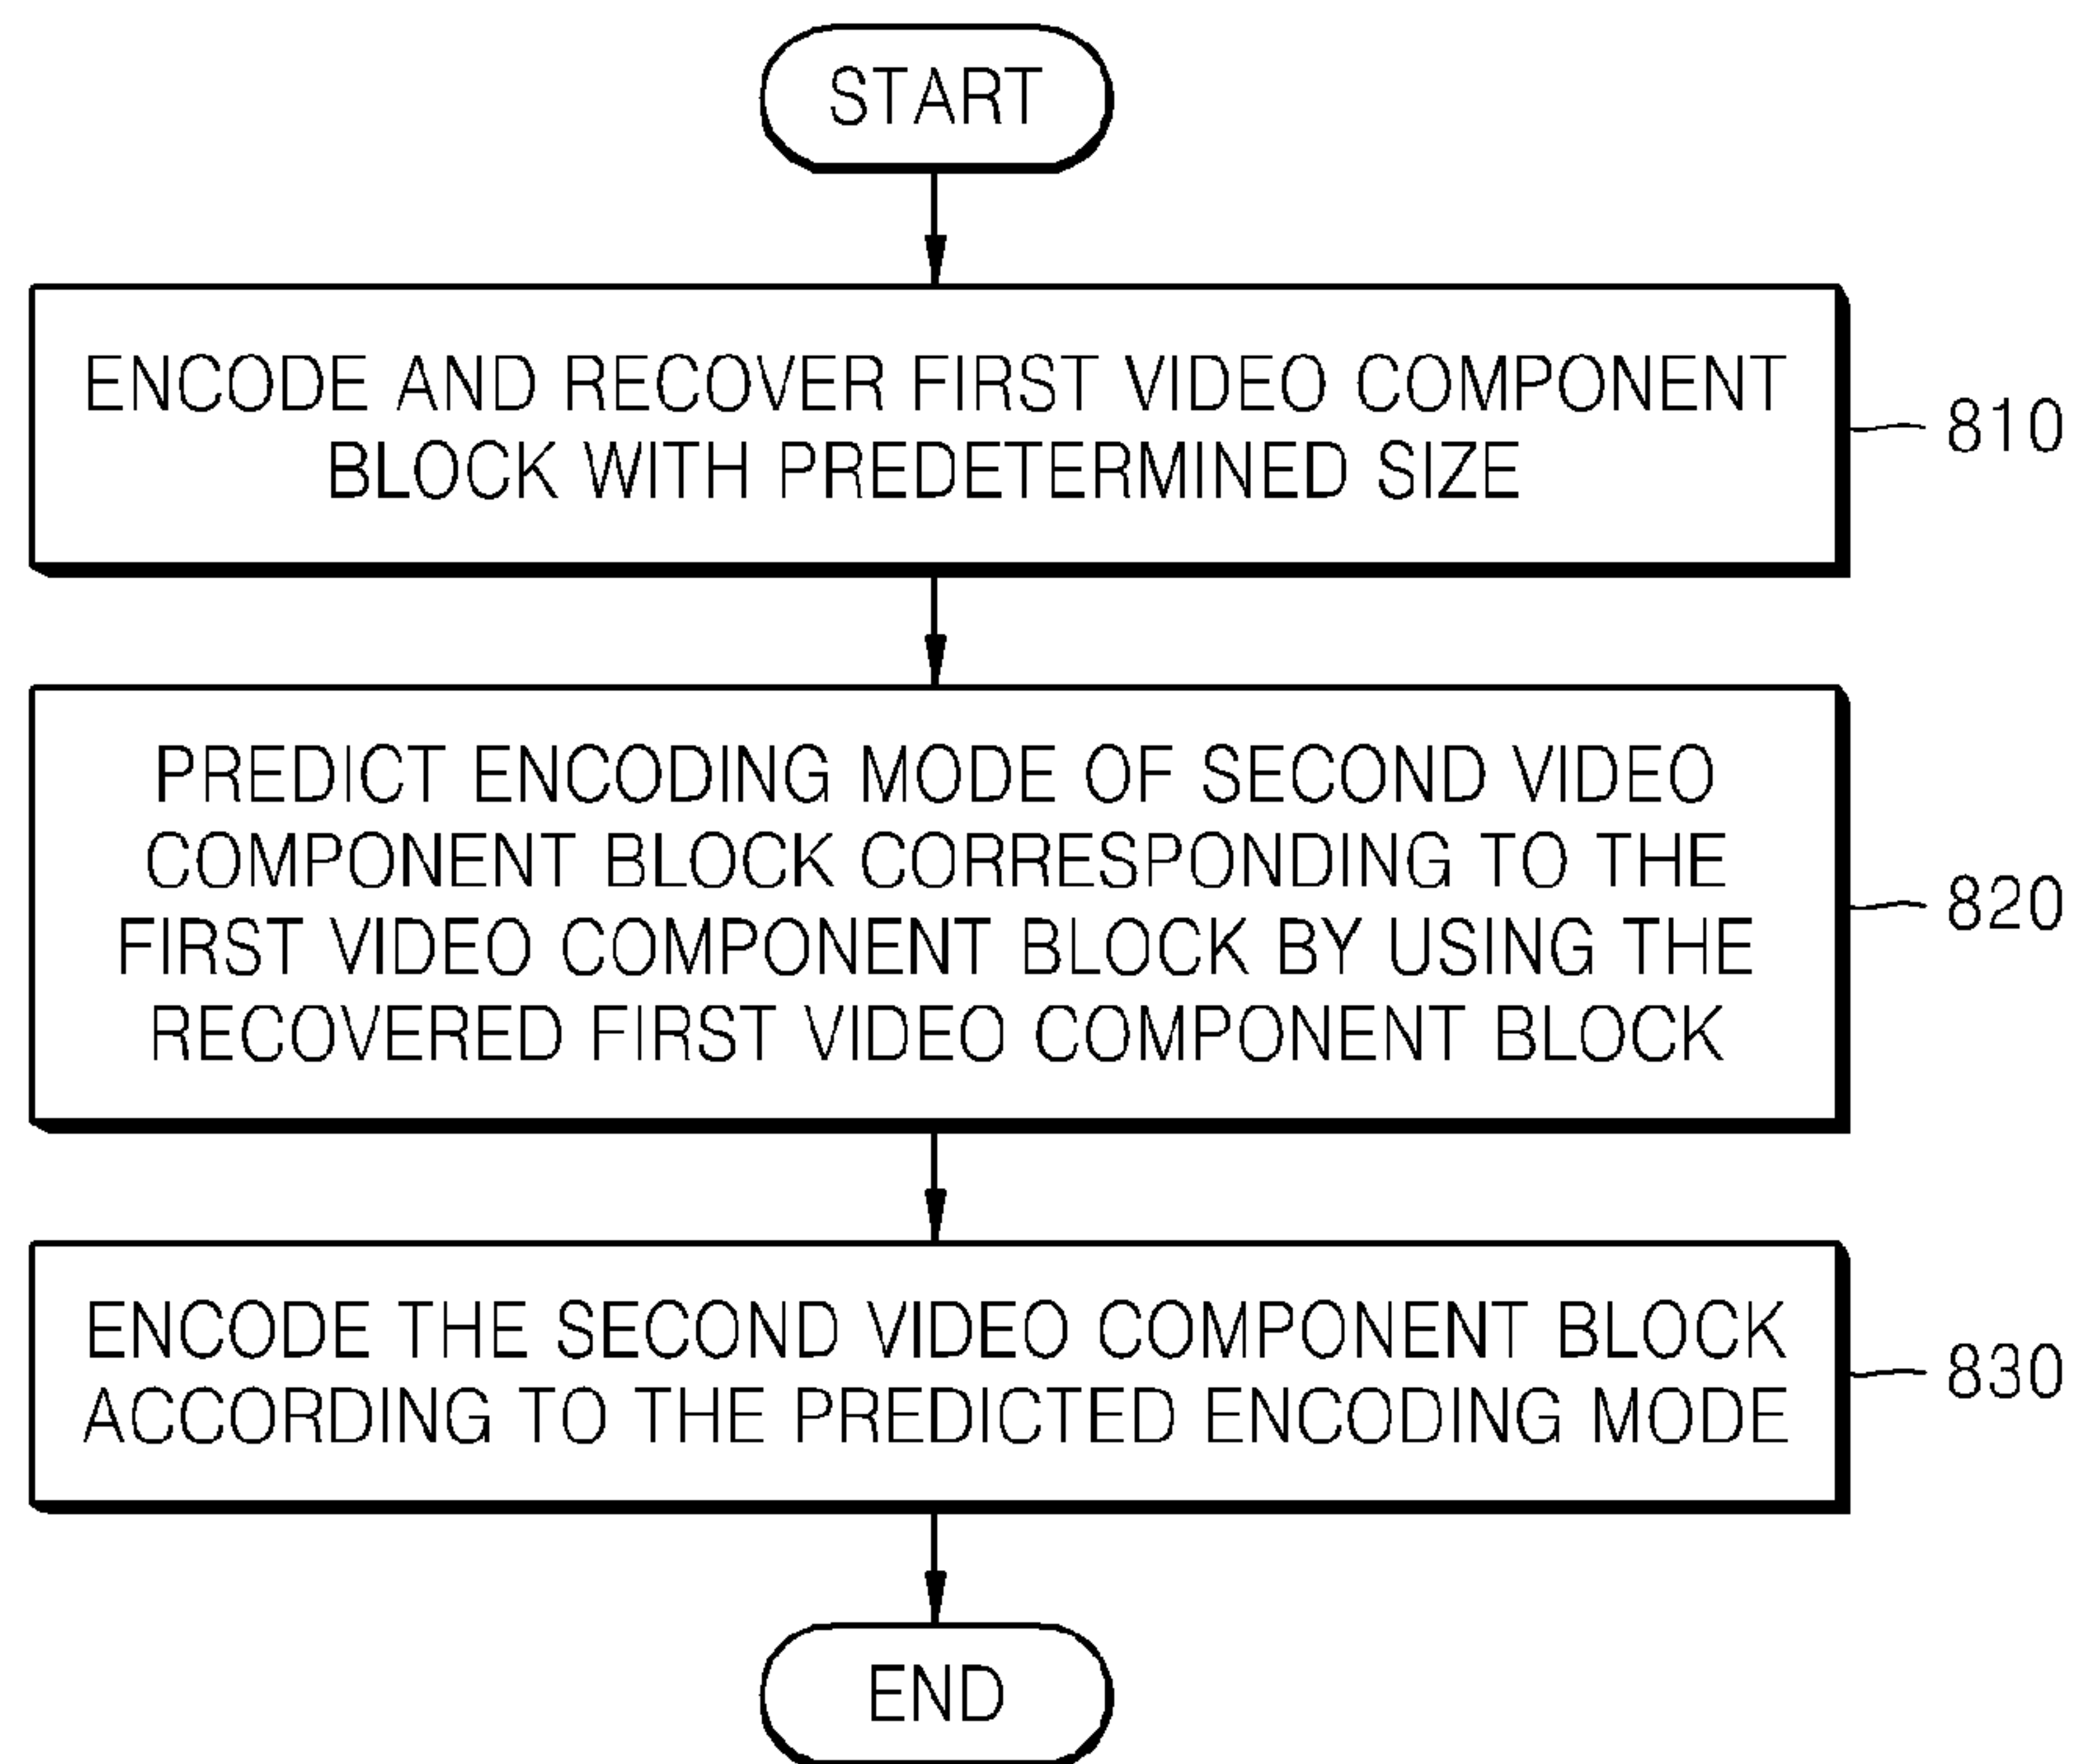 START
ENCODE AND RECOVER FIRST VIDEO COMPONENT
BLOCK WITH PREDETERMINED SIZE
810
PREDICT ENCODING MODE OF SECOND VIDEO
COMPONENT BLOCK CORRESPONDING TO THE
FIRST VIDEO COMPONENT BLOCK BY USING THE
RECOVERED FIRST VIDEO COMPONENT BLOCK
820
ENCODE THE SECOND VIDEO COMPONENT BLOCK
ACCORDING TO THE PREDICTED ENCODING MODE
830
END